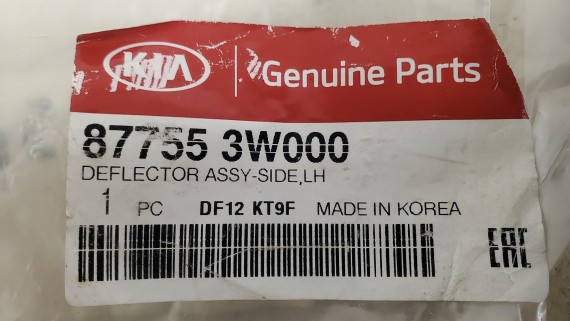 KIA Genuine Parts
87755 3W000
DEFLECTOR ASSY-SIDE,LH
1 PC DF12 KT9F MADE IN KOREA
EAC